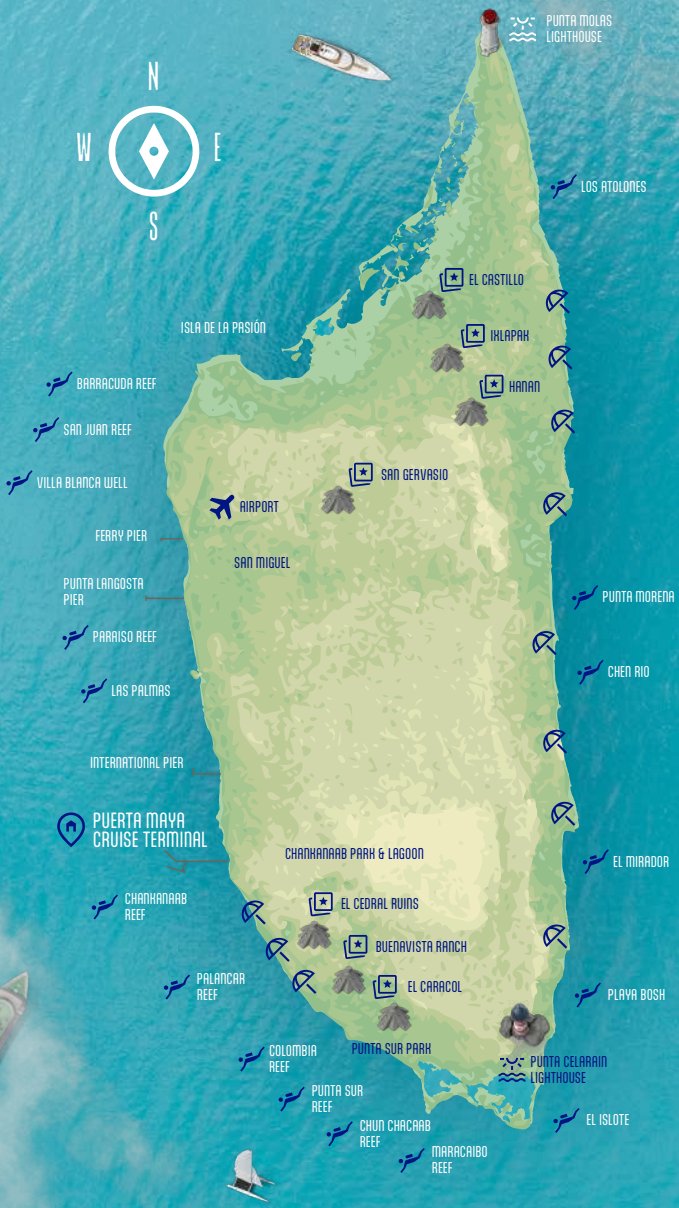 PUNTA MOLAS
LIGHTHOUSE
N
W
E
S
LOS ATOLONES
EL CASTILLO
ISLA DE LA PASIÓN
IXLAPAK
BARRACUDA REEF
HANAN
SAN JUAN REEF
SAN GERVASIO
VILLA BLANCA WELL
AIRPORT
FERRY PIER
SAN MIGUEL
PUNTA LANGOSTA
PIER
PUNTA MORENA
PARAISO REEF
CHEN RIO
LAS PALMAS
INTERNATIONAL PIER
PUERTA MAYA
CRUISE TERMINAL
CHANKANAAB PARK & LAGOON
EL MIRADOR
CHANKANAAB
REEF
EL CEDRAL RUINS
BUENAVISTA RANCH
PALANCAR
REEF
EL CARACOL
PLAYA BOSH
COLOMBIA
REEF
PUNTA SUR PARK
PUNTA CELARAIN
LIGHTHOUSE
PUNTA SUR
REEF
EL ISLOTE
CHUN CHACAAB
REEF
MARACAIBO
REEF